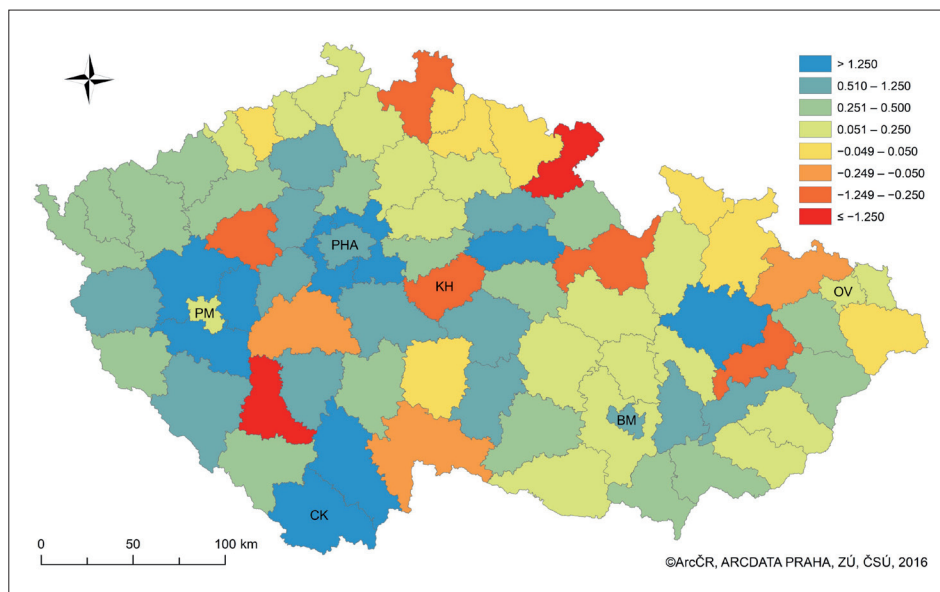 > 1.250
0.510 – 1.250
0.251 – 0.500
0.051 – 0.250
−0.049 – 0.050
−0.249 – −0.050
−1.249 – −0.250
≤ −1.250
PHA
KH
OV
PM
BM
CK
0 50 100 km
©ArcČR, ARCDATA PRAHA, ZÚ, ČSÚ, 2016